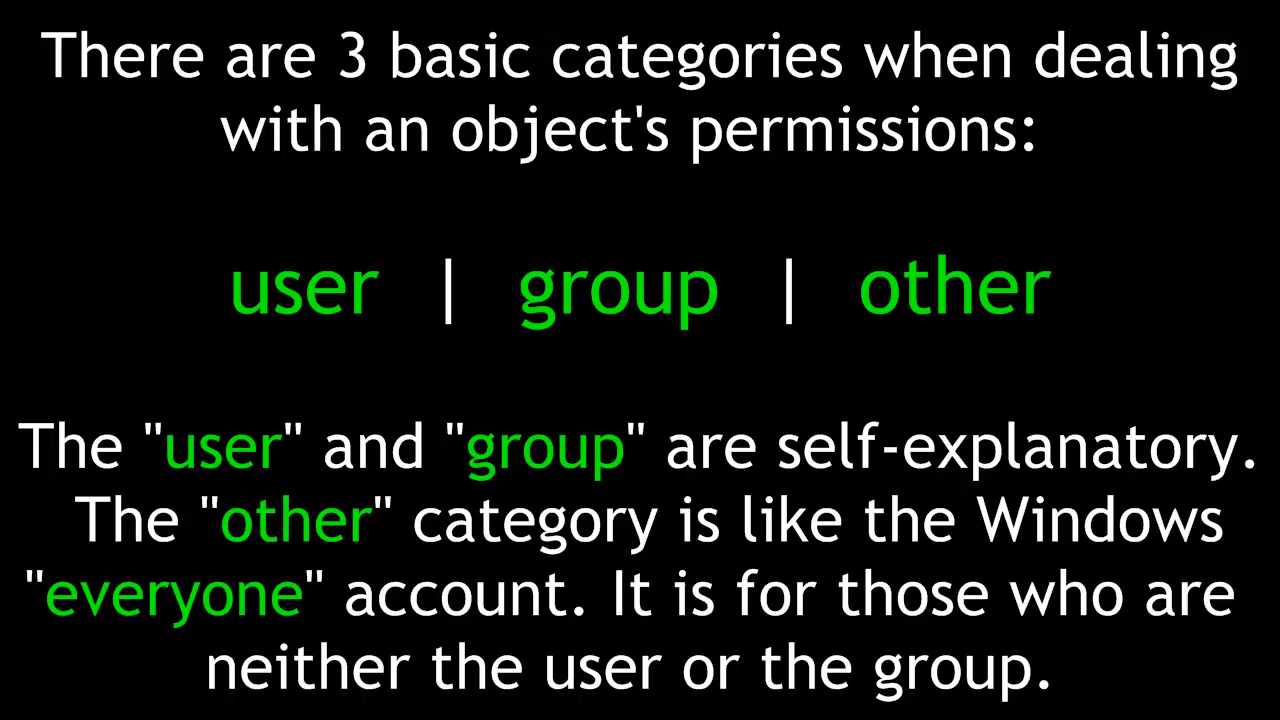 There are 3 basic categories when dealing
with an object's permissions:
user | group | other
The "user" and "group" are self-explanatory.
The "other" category is like the Windows
"everyone" account. It is for those who are
neither the user or the group.